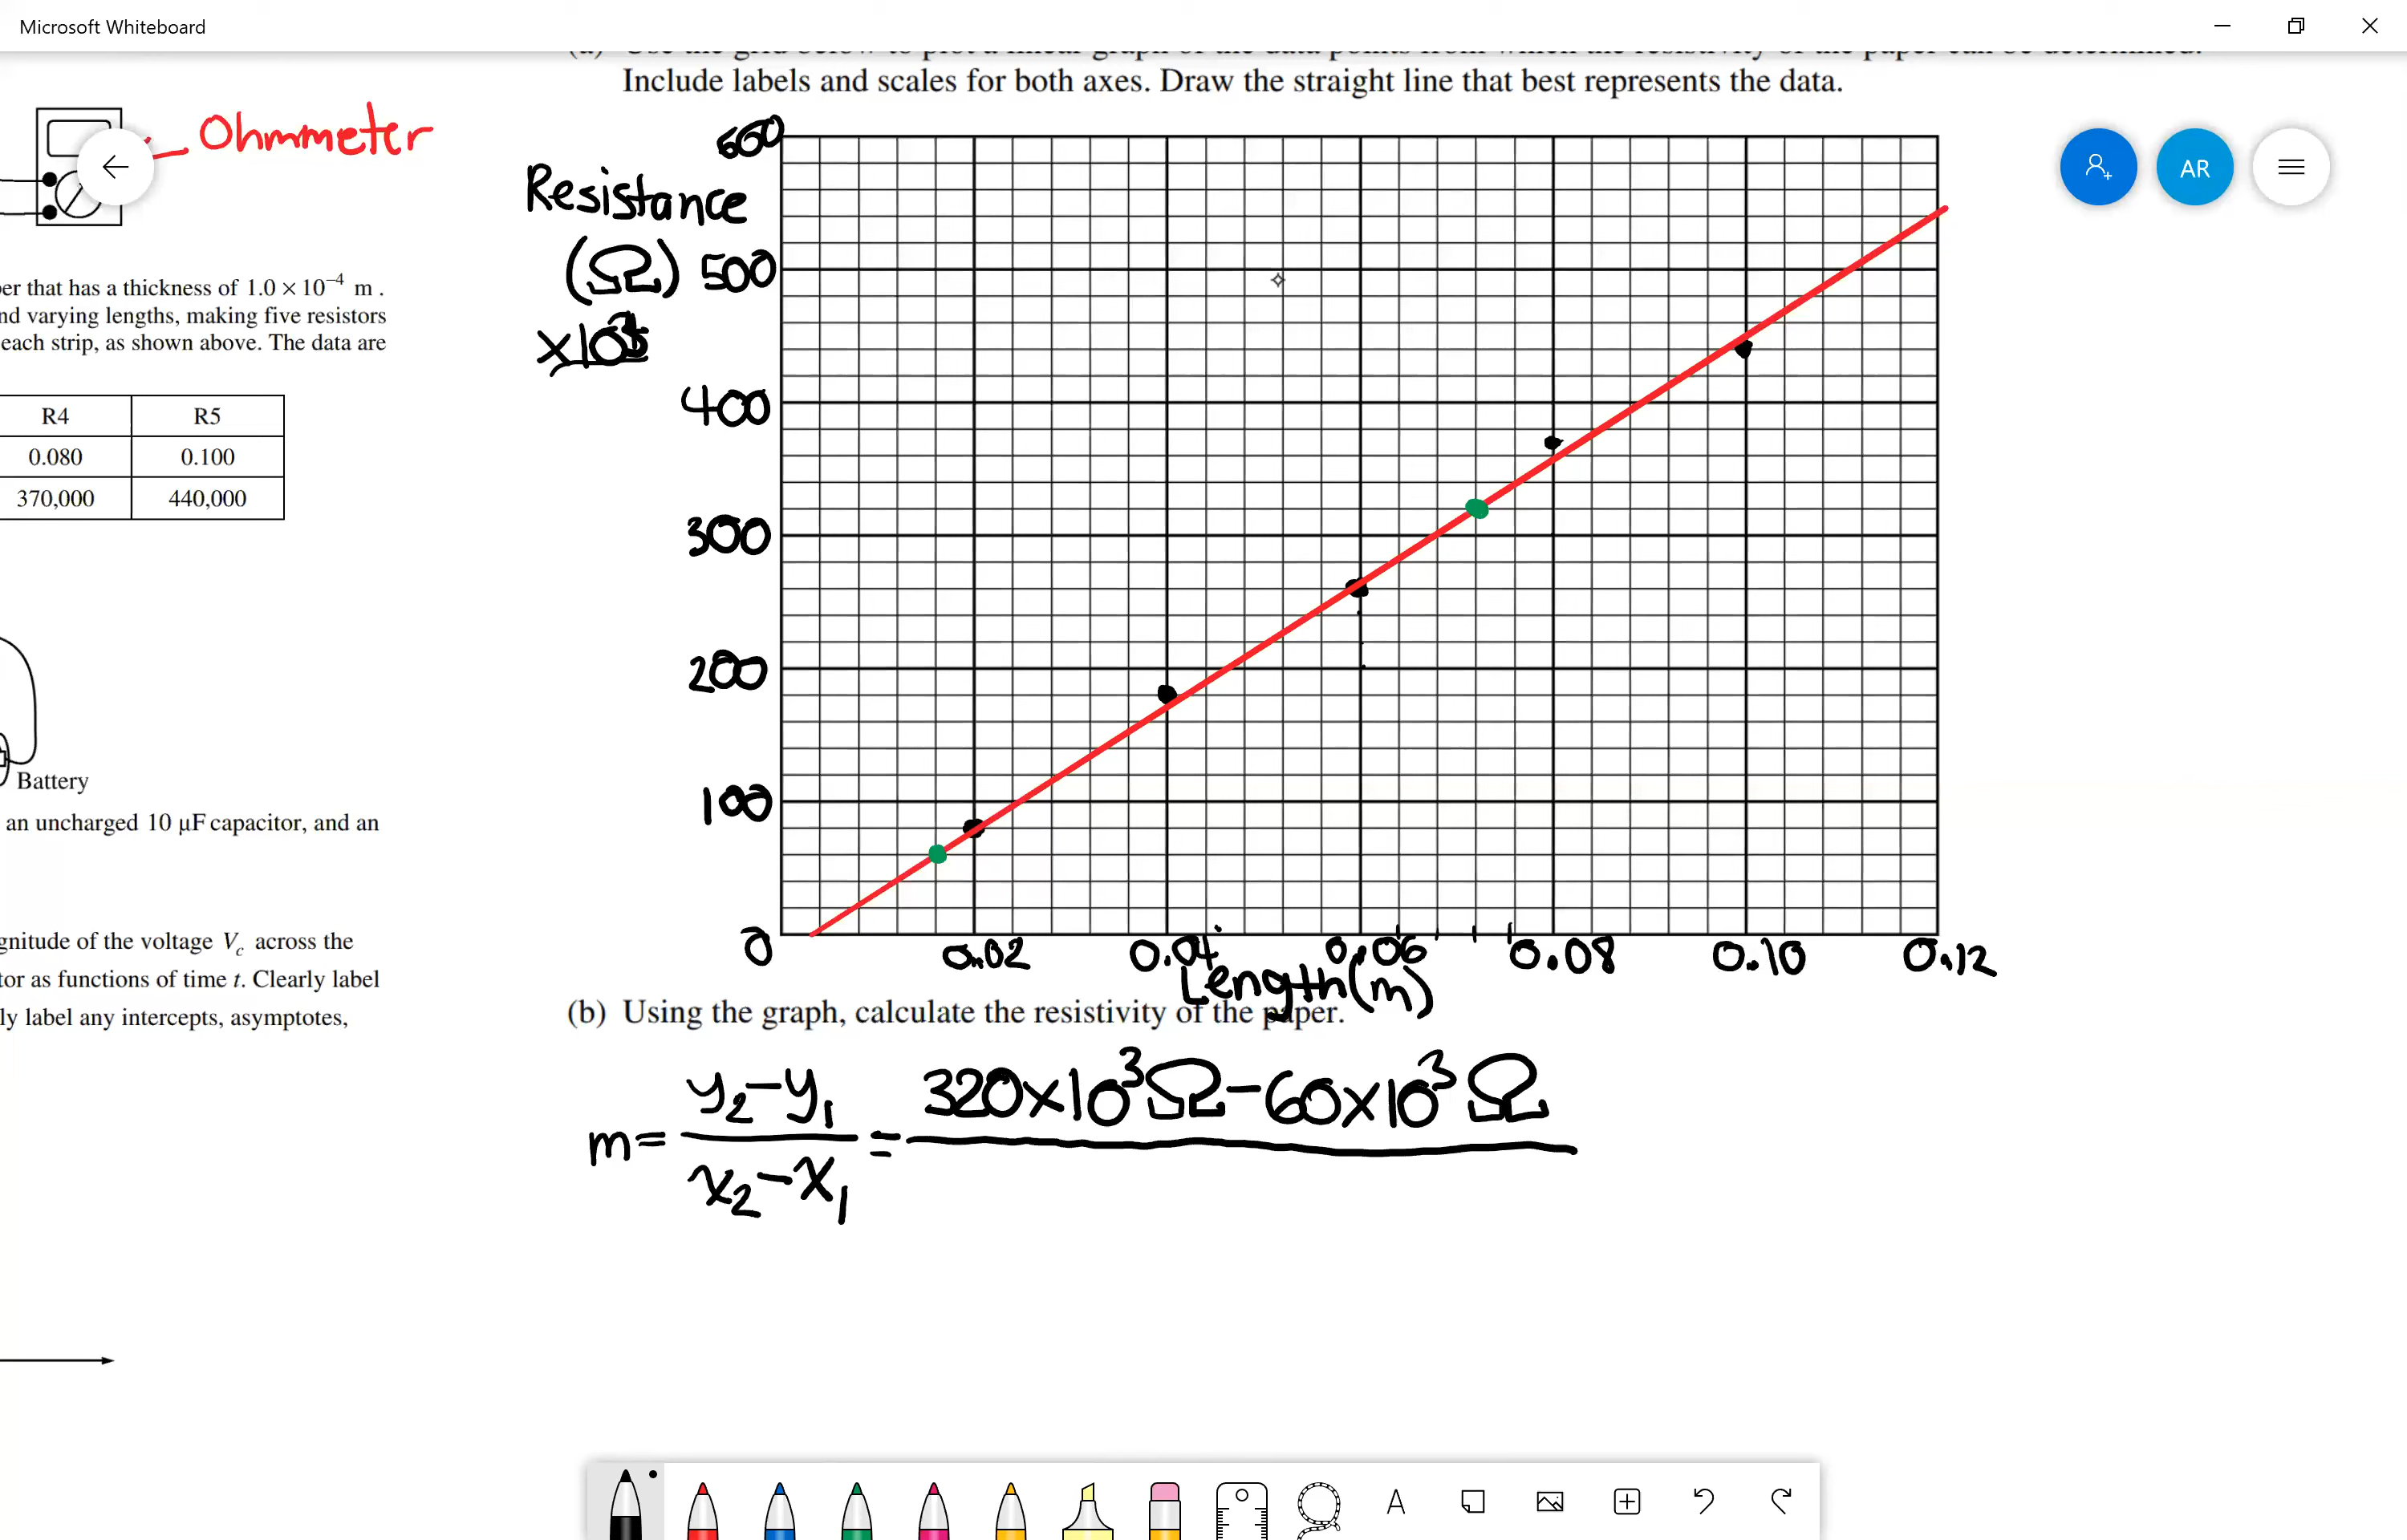 Microsoft Whiteboard
Include labels and scales for both axes. Draw the straight line that best represents the data.
Ohmmeter
AR
per that has a thickness of 1.0 × 10⁻⁴ m .
nd varying lengths, making five resistors
each strip, as shown above. The data are
R4 R5
0.080 0.100
370,000 440,000
Battery
an uncharged 10 µF capacitor, and an
gnitude of the voltage V_c across the
tor as functions of time t. Clearly label
ly label any intercepts, asymptotes,
600
Resistance
(Ω) 500
x10³
400
300
200
100
0 0.02 0.04 0.06 0.08 0.10 0.12
Length(m)
(b) Using the graph, calculate the resistivity of the paper.
m = y₂-y₁ / x₂-x₁ = 320x10³Ω-60x10³Ω
A